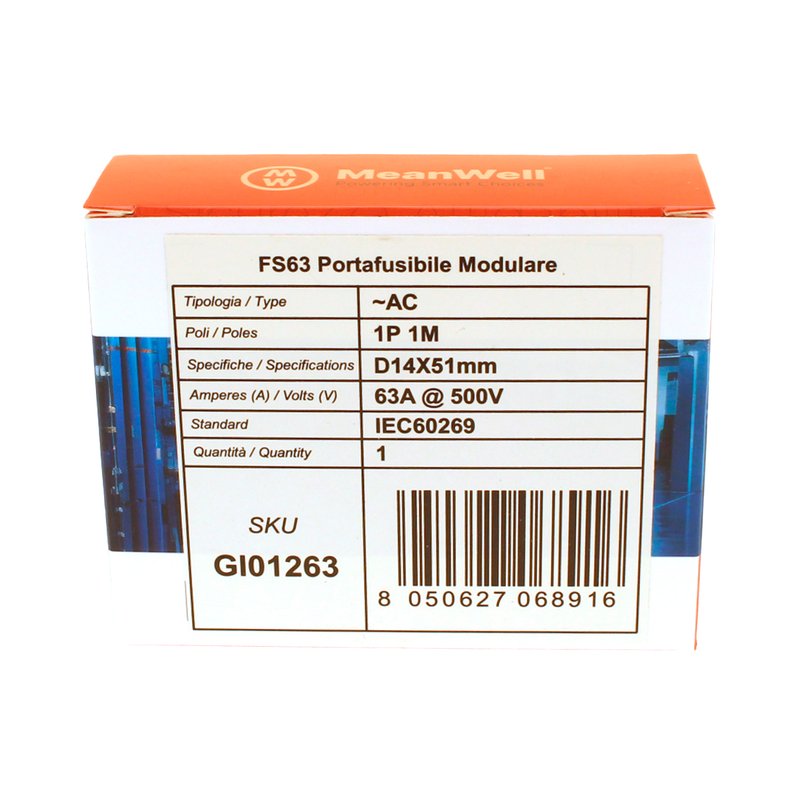 MW MeanWell®
Powering Smart Choices
FS63 Portafusibile Modulare
Tipologia / Type ~AC
Poli / Poles 1P 1M
Specifiche / Specifications D14X51mm
Amperes (A) / Volts (V) 63A @ 500V
Standard IEC60269
Quantità / Quantity 1
SKU
GI01263
8 050627 068916